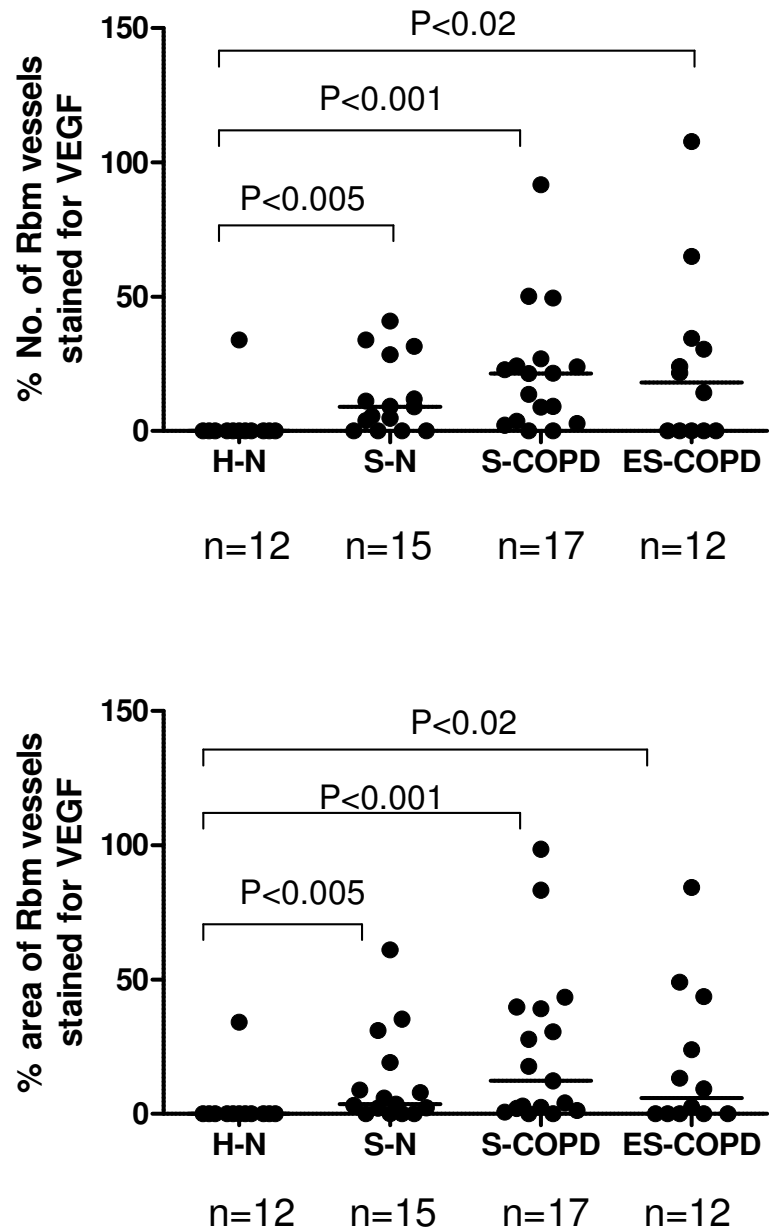 % No. of Rbm vessels
stained for VEGF
150
100
50
0
P<0.02
P<0.001
P<0.005
H-N S-N S-COPD ES-COPD
n=12 n=15 n=17 n=12
% area of Rbm vessels
stained for VEGF
150
100
50
0
P<0.02
P<0.001
P<0.005
H-N S-N S-COPD ES-COPD
n=12 n=15 n=17 n=12